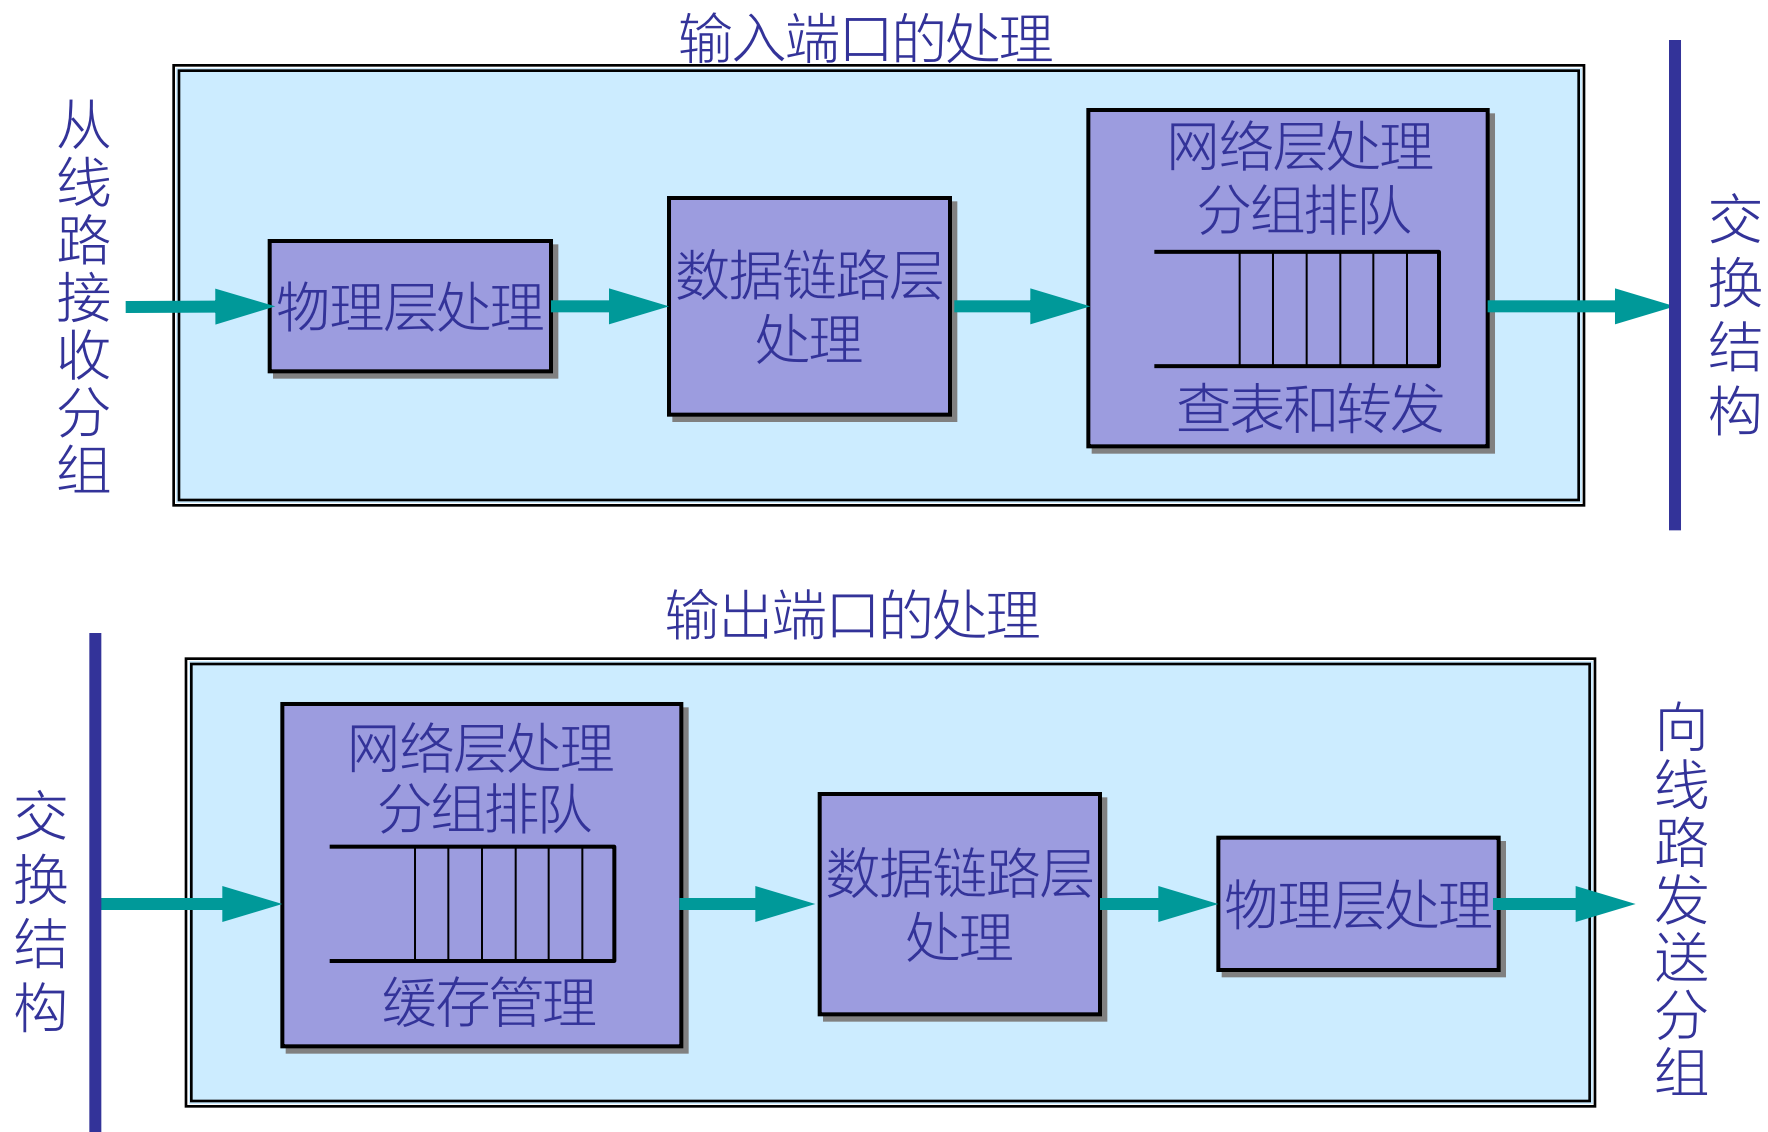 输入端口的处理
从线路接收分组
物理层处理
数据链路层
处理
网络层处理
分组排队
查表和转发
交换结构
输出端口的处理
交换结构
网络层处理
分组排队
缓存管理
数据链路层
处理
物理层处理
向线路发送分组